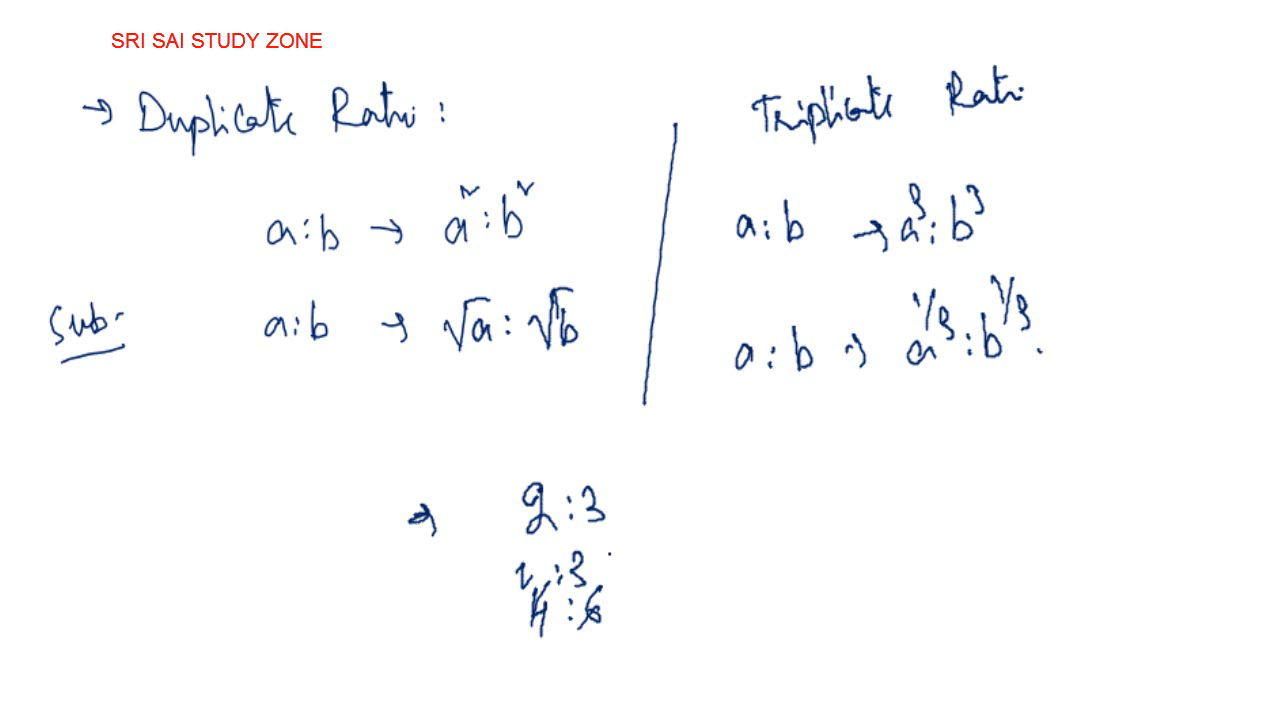 SRI SAI STUDY ZONE
→ Duplicate Ratio :
a:b → a²:b²
Sub- a:b → √a : √b
Triplicate Ratio
a:b → a³:b³
a:b → a^1/3 : b^1/3.
→ 2:3
2:3
4:6